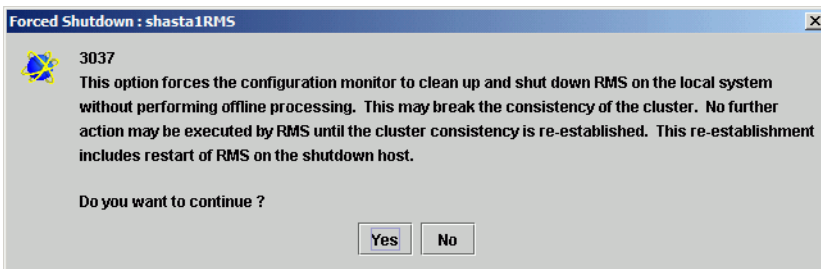 Forced Shutdown : shasta1RMS
3037
This option forces the configuration monitor to clean up and shut down RMS on the local system
without performing offline processing. This may break the consistency of the cluster. No further
action may be executed by RMS until the cluster consistency is re-established. This re-establishment
includes restart of RMS on the shutdown host.
Do you want to continue ?
Yes No